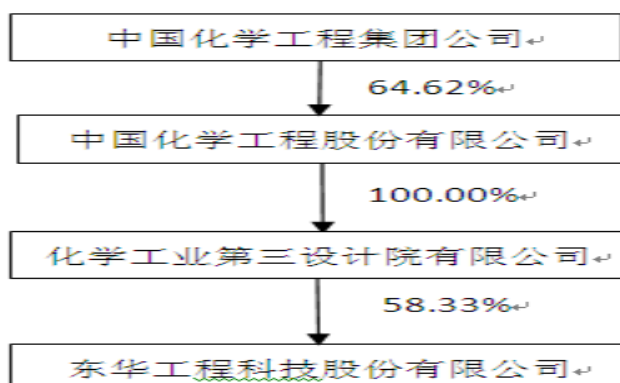 中国化学工程集团公司
64.62%
中国化学工程股份有限公司
100.00%
化学工业第三设计院有限公司
58.33%
东华工程科技股份有限公司